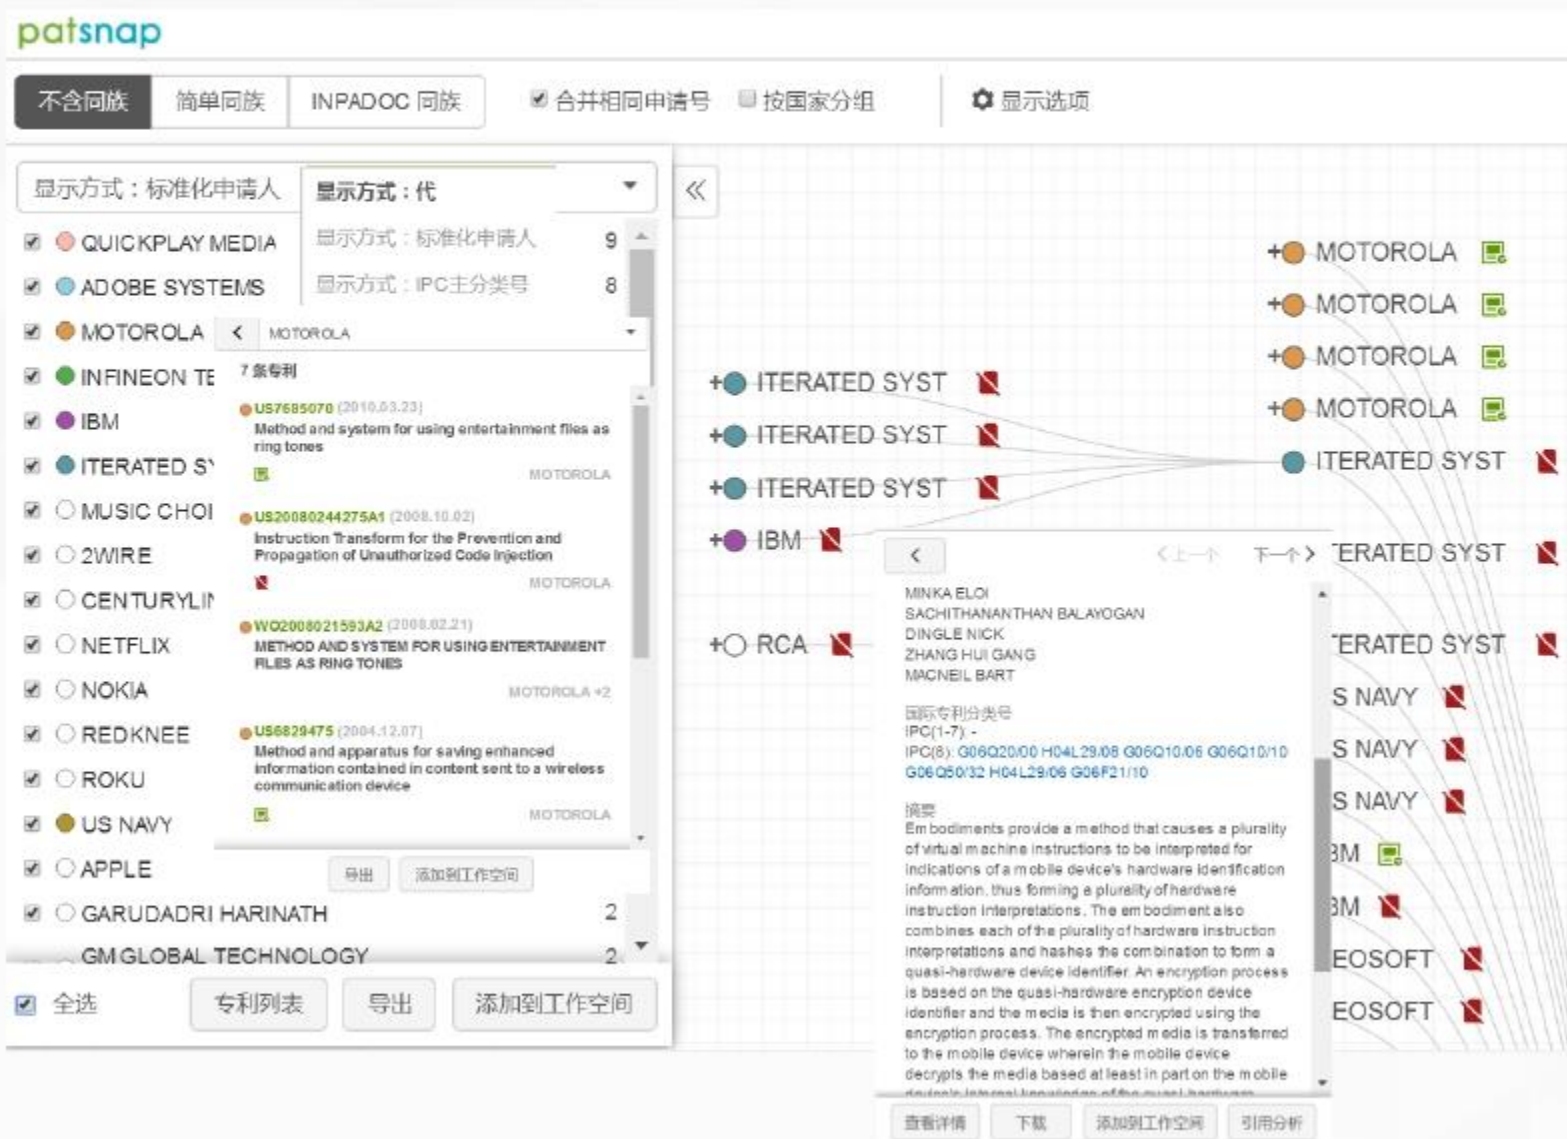 patsnap
不含同族 简单同族 INPADOC 同族 合并相同申请号 按国家分组 显示选项
显示方式：标准化申请人
显示方式：代
显示方式：标准化申请人 9
显示方式：IPC主分类号 8
QUICKPLAY MEDIA
ADOBE SYSTEMS
MOTOROLA
INFINEON TE
IBM
ITERATED SY
MUSIC CHOI
2WIRE
CENTURYLIN
NETFLIX
NOKIA
REDKNEE
ROKU
US NAVY
APPLE
GARUDADRI HARINATH 2
GM GLOBAL TECHNOLOGY 2
全选 专利列表 导出 添加到工作空间
MOTOROLA
7 条专利
US7685070 (2010.03.23)
Method and system for using entertainment files as
ring tones
MOTOROLA
US20080244275A1 (2008.10.02)
Instruction Transform for the Prevention and
Propagation of Unauthorized Code Injection
MOTOROLA
WO2008021593A2 (2008.02.21)
METHOD AND SYSTEM FOR USING ENTERTAINMENT
FILES AS RING TONES
MOTOROLA +2
US6829475 (2004.12.07)
Method and apparatus for saving enhanced
information contained in content sent to a wireless
communication device
MOTOROLA
导出 添加到工作空间
ITERATED SYST
ITERATED SYST
ITERATED SYST
IBM
RCA
MOTOROLA
MOTOROLA
MOTOROLA
MOTOROLA
ITERATED SYST
TERATED SYST
TERATED SYST
S NAVY
S NAVY
S NAVY
BM
BM
EOSOFT
EOSOFT
上一个 下一个
MINKA ELOI
SACHITHANANTHAN BALAYOGAN
DINGLE NICK
ZHANG HUI GANG
MACNEIL BART
国际专利分类号
IPC(1-7): -
IPC(8): G06Q20/00 H04L29/08 G06Q10/06 G06Q10/10
G06Q50/32 H04L29/06 G06F21/10
摘要
Embodiments provide a method that causes a plurality
of virtual machine instructions to be interpreted for
indications of a mobile device's hardware identification
information, thus forming a plurality of hardware
instruction interpretations. The embodiment also
combines each of the plurality of hardware instruction
interpretations and hashes the combination to form a
quasi-hardware device identifier. An encryption process
is based on the quasi-hardware encryption device
identifier and the media is then encrypted using the
encryption process. The encrypted media is transferred
to the mobile device wherein the mobile device
decrypts the media based at least in part on the mobile
device's internal knowledge of the quasi-hardware
查看详情 下载 添加到工作空间 引用分析